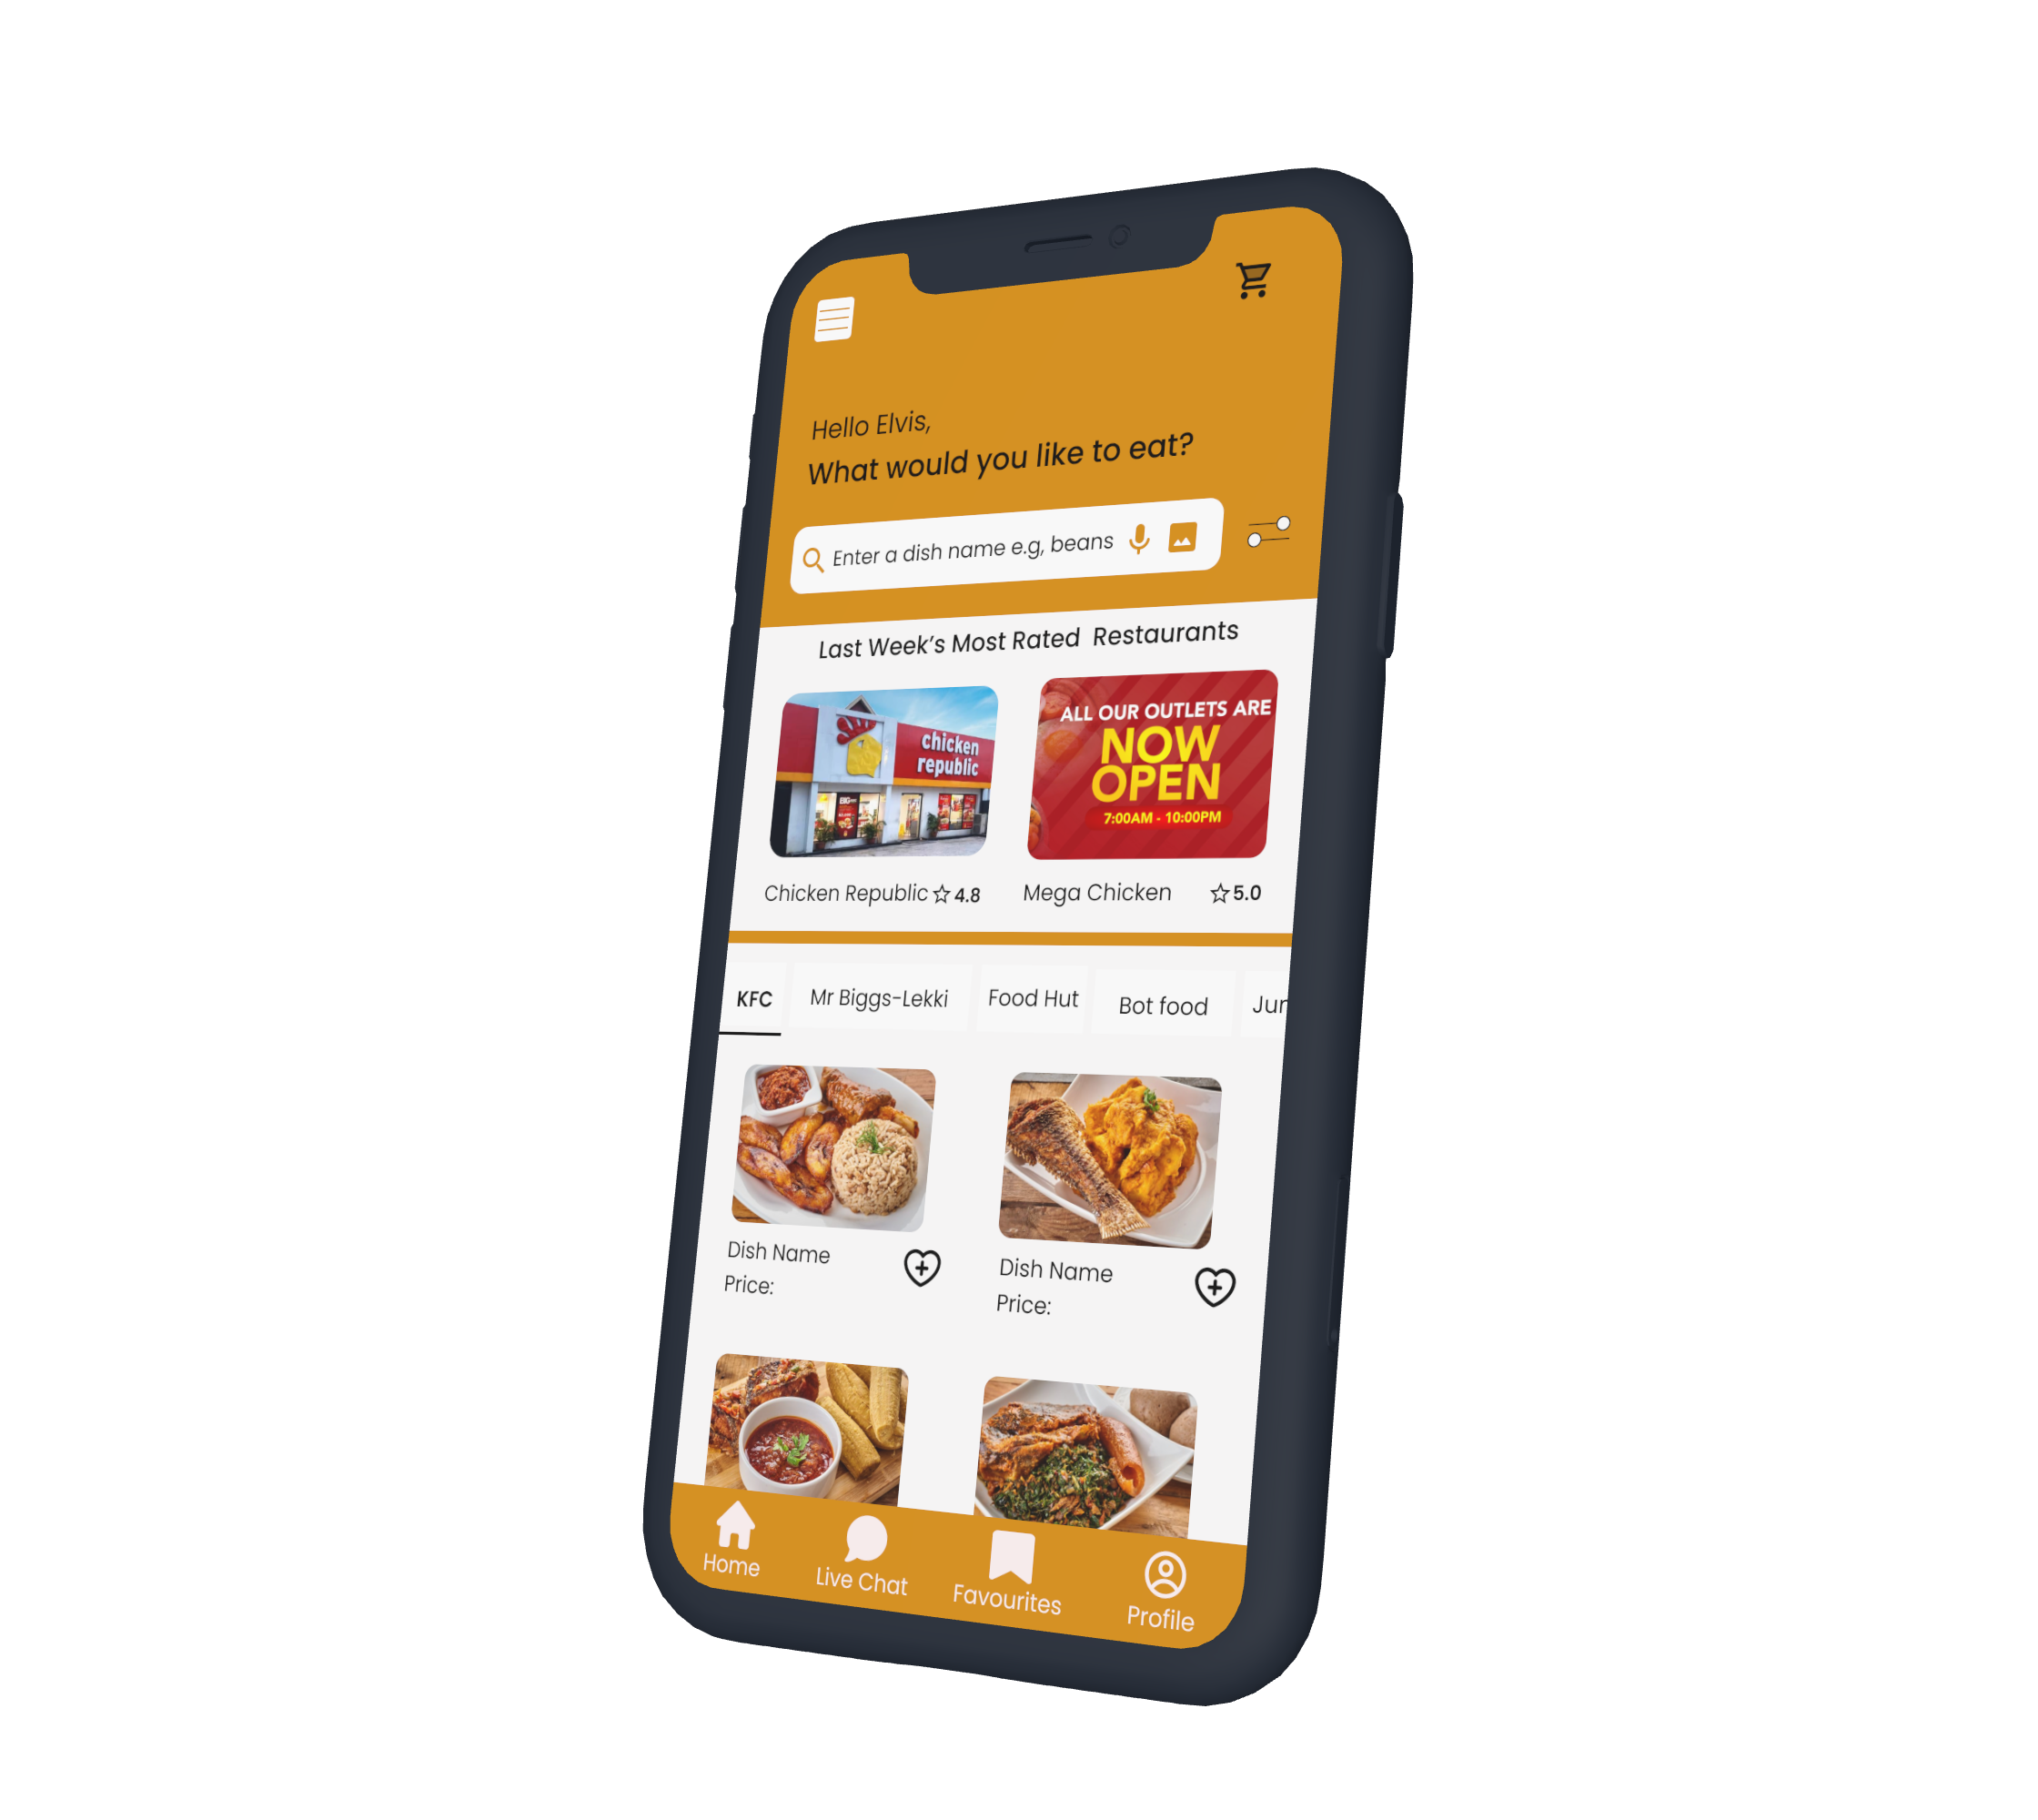 Hello Elvis,
What would you like to eat?
Enter a dish name e.g, beans
Last Week's Most Rated Restaurants
chicken
republic
ALL OUR OUTLETS ARE
NOW
OPEN
7:00AM - 10:00PM
Chicken Republic 4.8
Mega Chicken 5.0
KFC
Mr Biggs-Lekki
Food Hut
Bot food
Jun
Dish Name
Price:
Dish Name
Price:
Home
Live Chat
Favourites
Profile